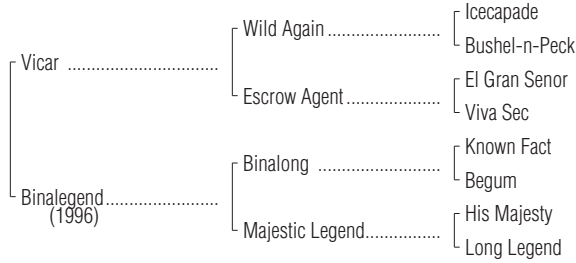 Icecapade
Wild Again ......................
Bushel-n-Peck
Vicar .............................
El Gran Senor
Escrow Agent ..................
Viva Sec
Known Fact
Binalong .......................
Begum
Binalegend ......................
(1996)
His Majesty
Majestic Legend ..............
Long Legend